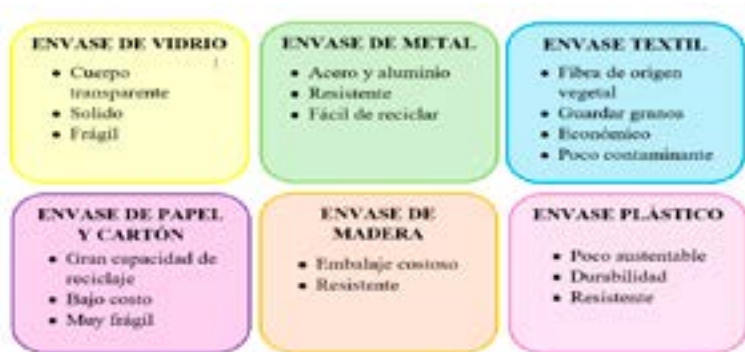 ENVASE DE VIDRIO
• Cuerpo
transparente
• Solido
• Frágil
ENVASE DE METAL
• Acero y aluminio
• Resistente
• Fácil de reciclar
ENVASE TEXTIL
• Fibra de origen
vegetal
• Guardar granos
• Económico
• Poco contaminante
ENVASE DE PAPEL
Y CARTÓN
• Gran capacidad de
reciclaje
• Bajo costo
• Muy frágil
ENVASE DE
MADERA
• Embalaje costoso
• Resistente
ENVASE PLÁSTICO
• Poco sustentable
• Durabilidad
• Resistente